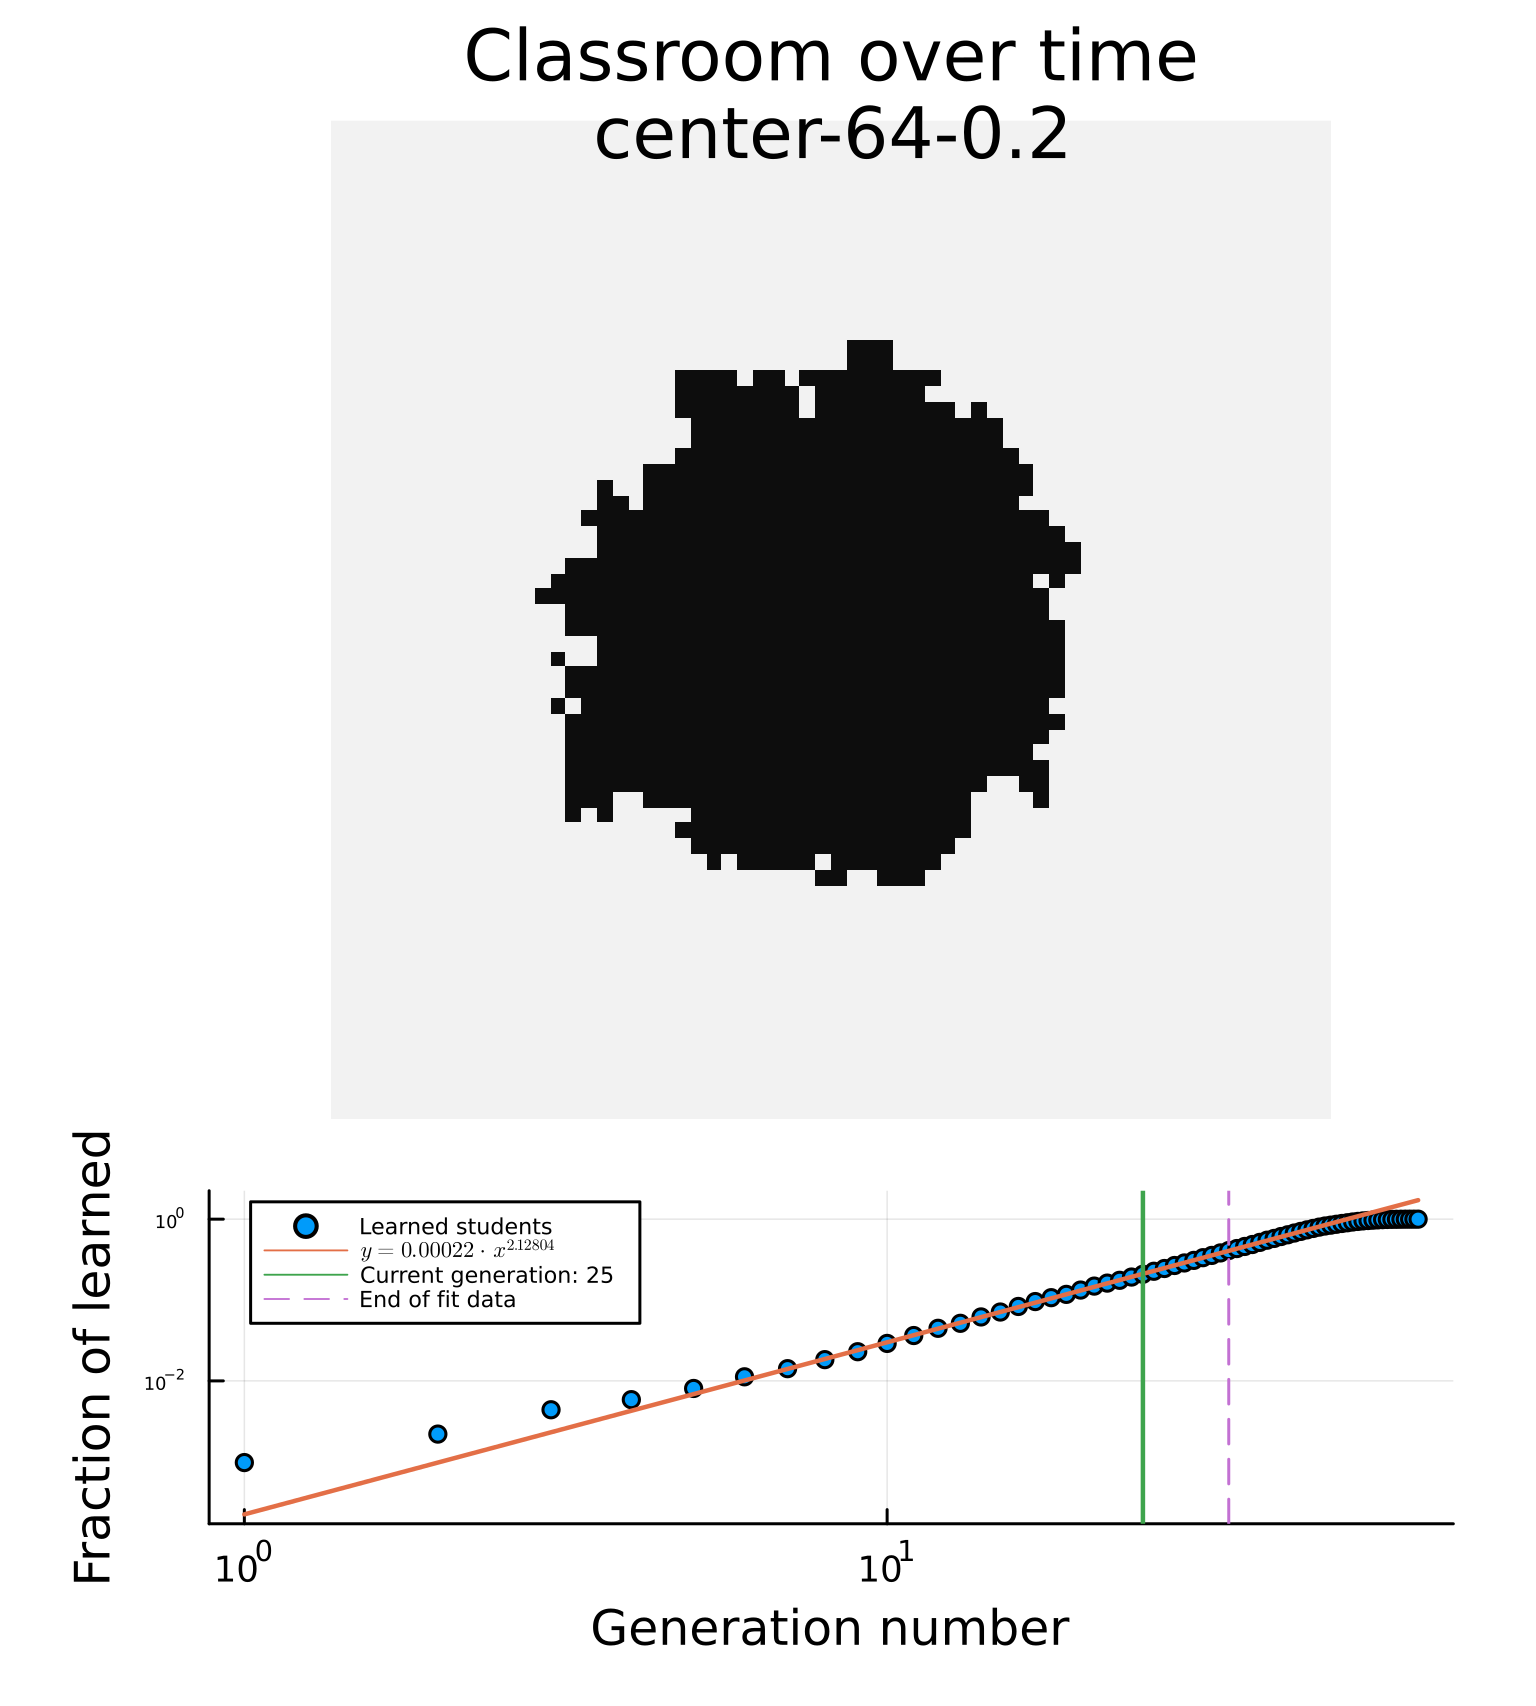 Classroom over time
center-64-0.2
Fraction of learned
10^0
10^-2
Learned students
y = 0.00022 · x^2.12804
Current generation: 25
End of fit data
10^0
10^1
Generation number